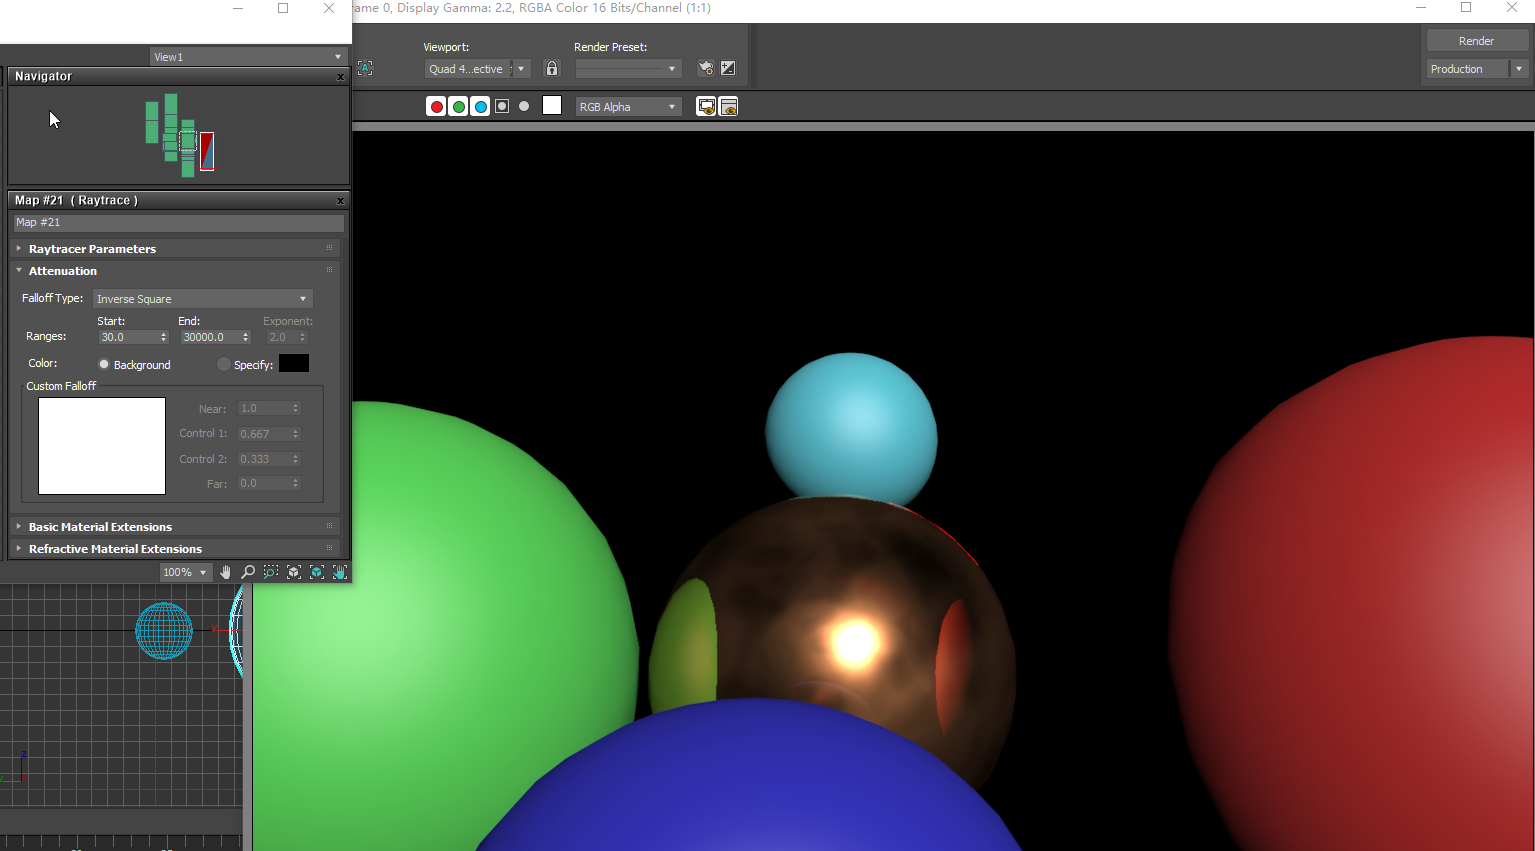 rame 0, Display Gamma: 2.2, RGBA Color 16 Bits/Channel (1:1)
View1
Viewport:
Render Preset:
Render
Quad 4...ective
Production
Navigator
RGB Alpha
Map #21 ( Raytrace )
Map #21
Raytracer Parameters
Attenuation
Falloff Type: Inverse Square
Start: End: Exponent:
Ranges: 30.0 30000.0 2.0
Color: Background Specify:
Custom Falloff
Near: 1.0
Control 1: 0.667
Control 2: 0.333
Far: 0.0
Basic Material Extensions
Refractive Material Extensions
100%